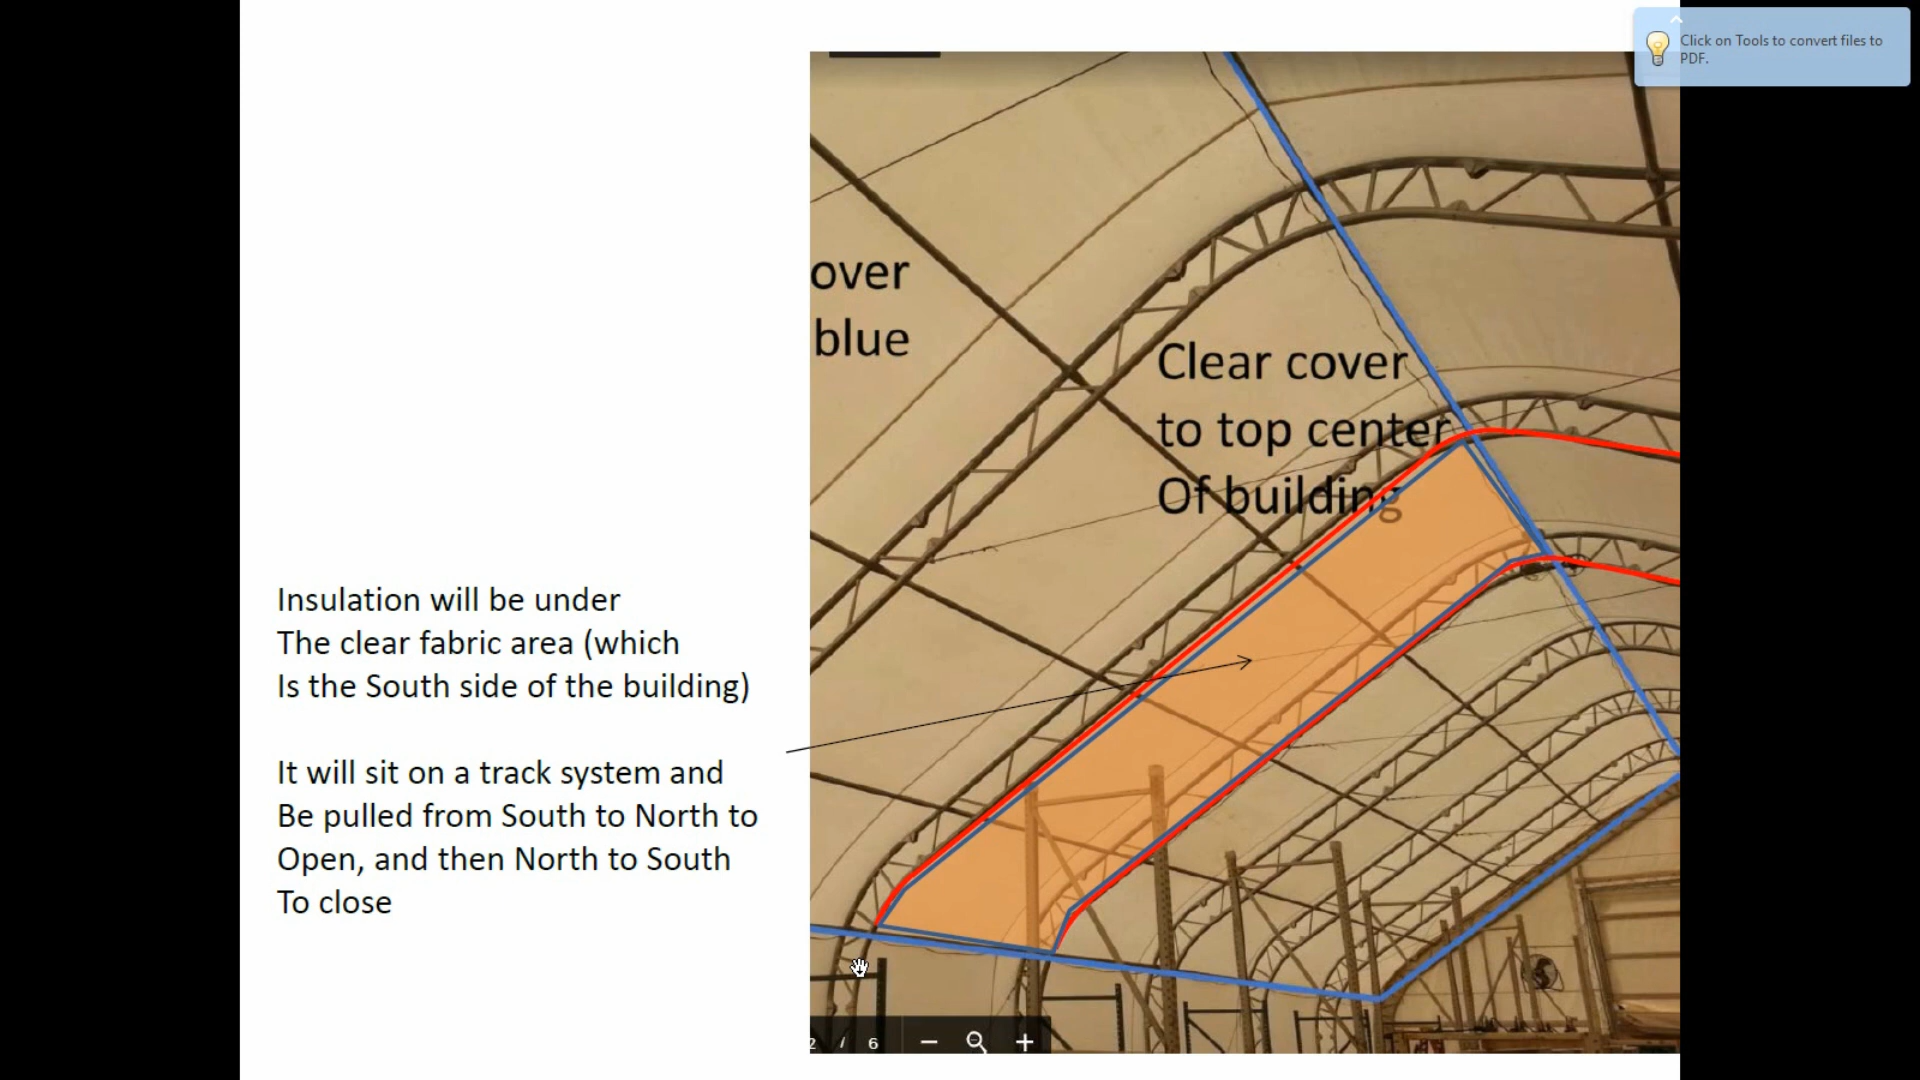 Click on Tools to convert files to
PDF.
over
blue
Clear cover
to top center
Of building
Insulation will be under
The clear fabric area (which
Is the South side of the building)
It will sit on a track system and
Be pulled from South to North to
Open, and then North to South
To close
2 / 6